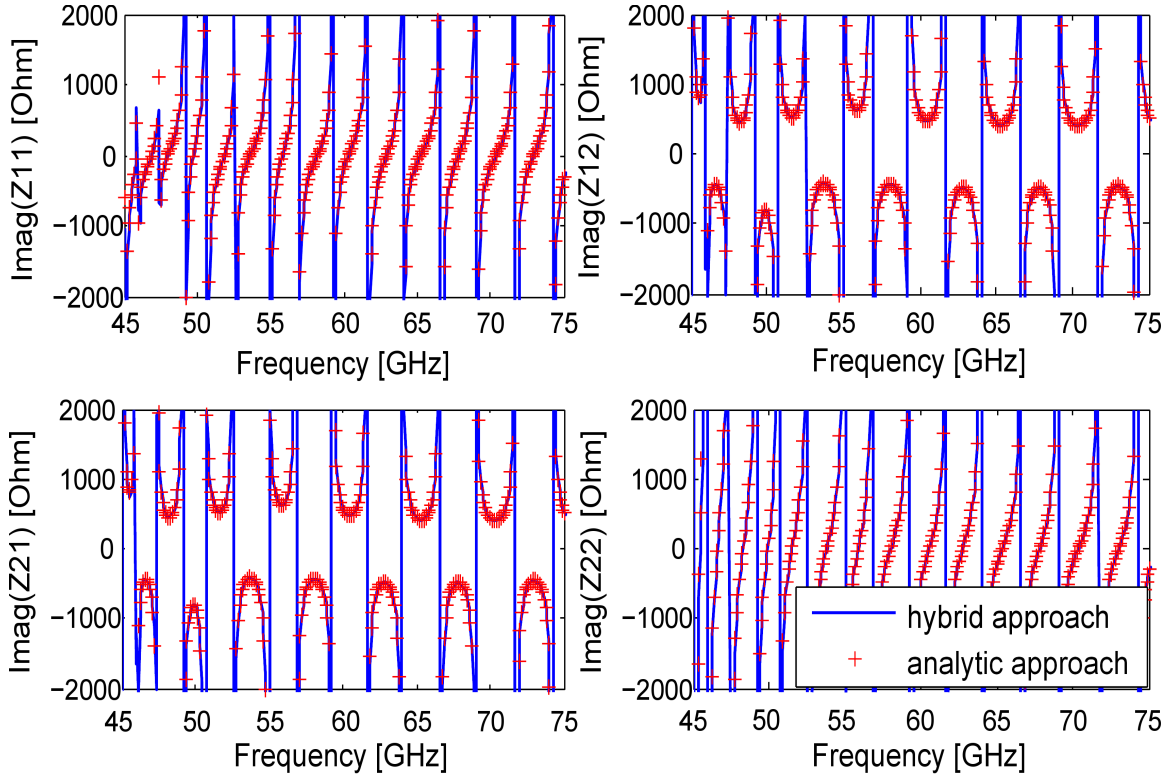 2000
1000
0
−1000
−2000
Imag(Z11) [Ohm]
45 50 55 60 65 70 75
Frequency [GHz]
2000
1000
0
−1000
−2000
Imag(Z12) [Ohm]
45 50 55 60 65 70 75
Frequency [GHz]
2000
1000
0
−1000
−2000
Imag(Z21) [Ohm]
45 50 55 60 65 70 75
Frequency [GHz]
2000
1000
0
−1000
−2000
Imag(Z22) [Ohm]
45 50 55 60 65 70 75
Frequency [GHz]
hybrid approach
analytic approach